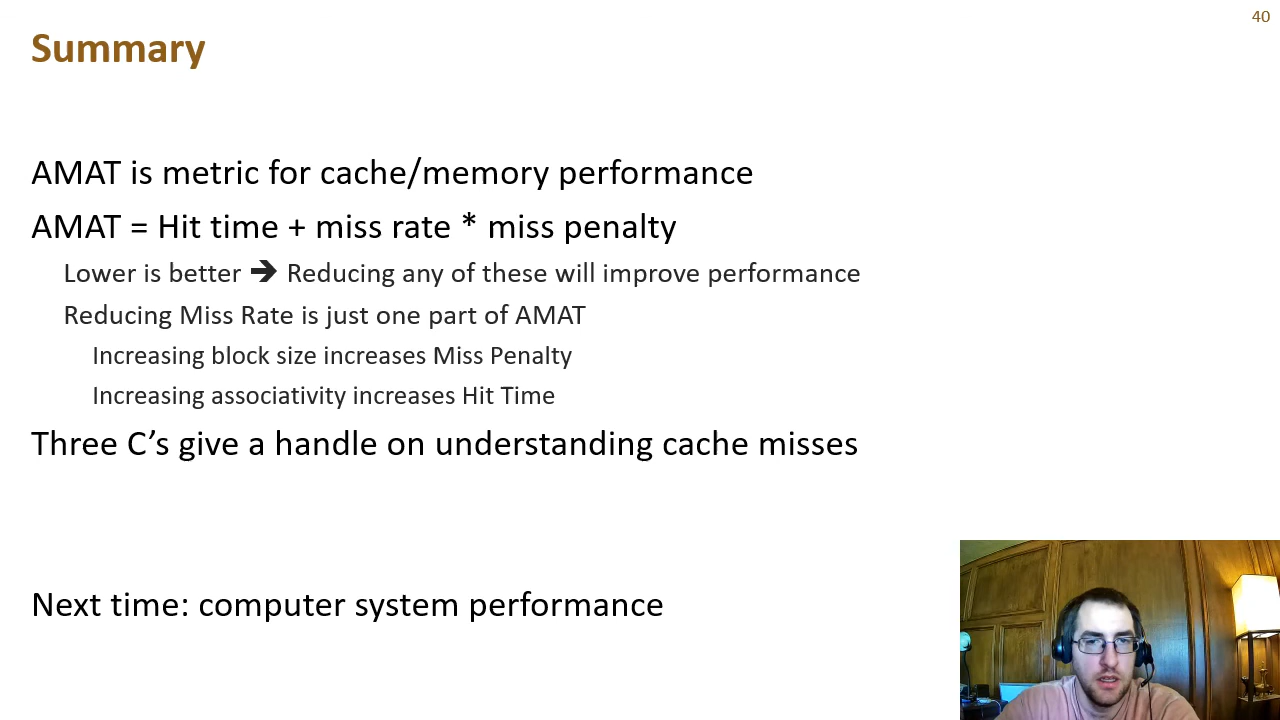 40
Summary
AMAT is metric for cache/memory performance
AMAT = Hit time + miss rate * miss penalty
Lower is better 🡺 Reducing any of these will improve performance
Reducing Miss Rate is just one part of AMAT
Increasing block size increases Miss Penalty
Increasing associativity increases Hit Time
Three C’s give a handle on understanding cache misses
Next time: computer system performance